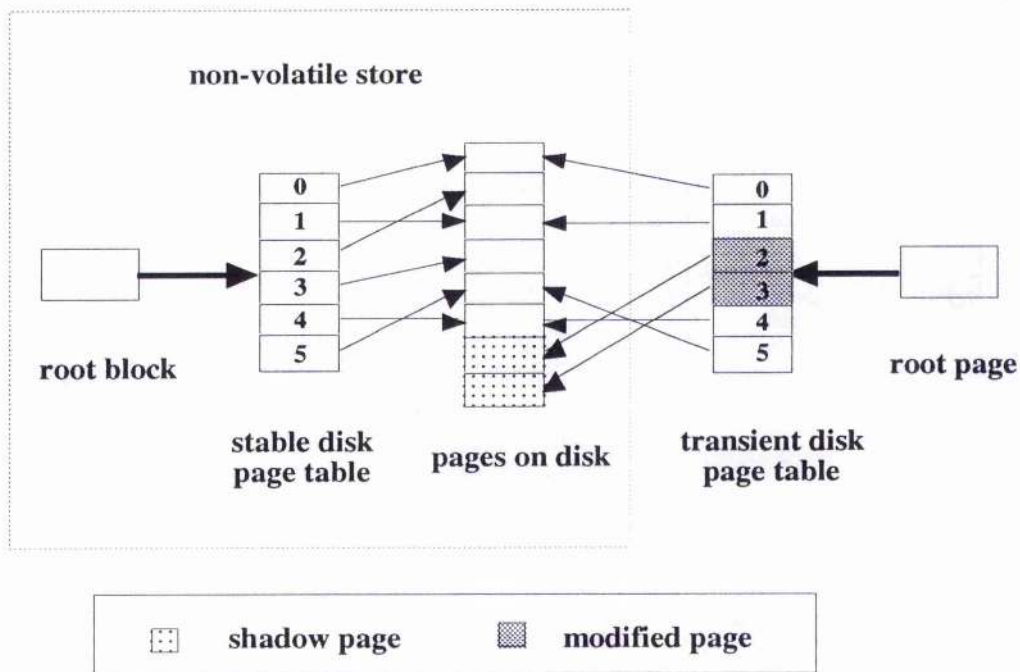 non-volatile store
0
1
2
3
4
5
0
1
2
3
4
5
root block
root page
stable disk
page table
pages on disk
transient disk
page table
shadow page
modified page